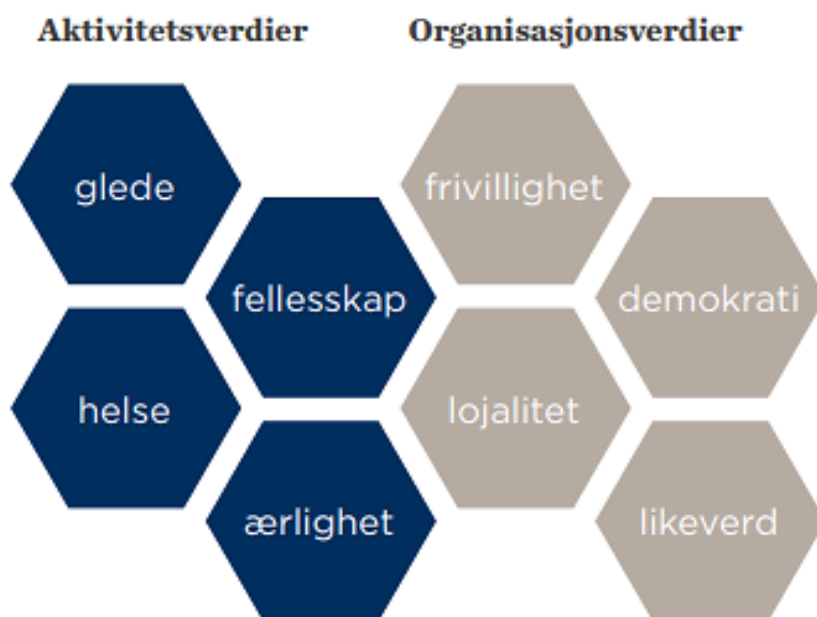 Aktivitetsverdier
glede
fellesskap
helse
ærlighet
Organisasjonsverdier
frivillighet
demokrati
lojalitet
likeverd